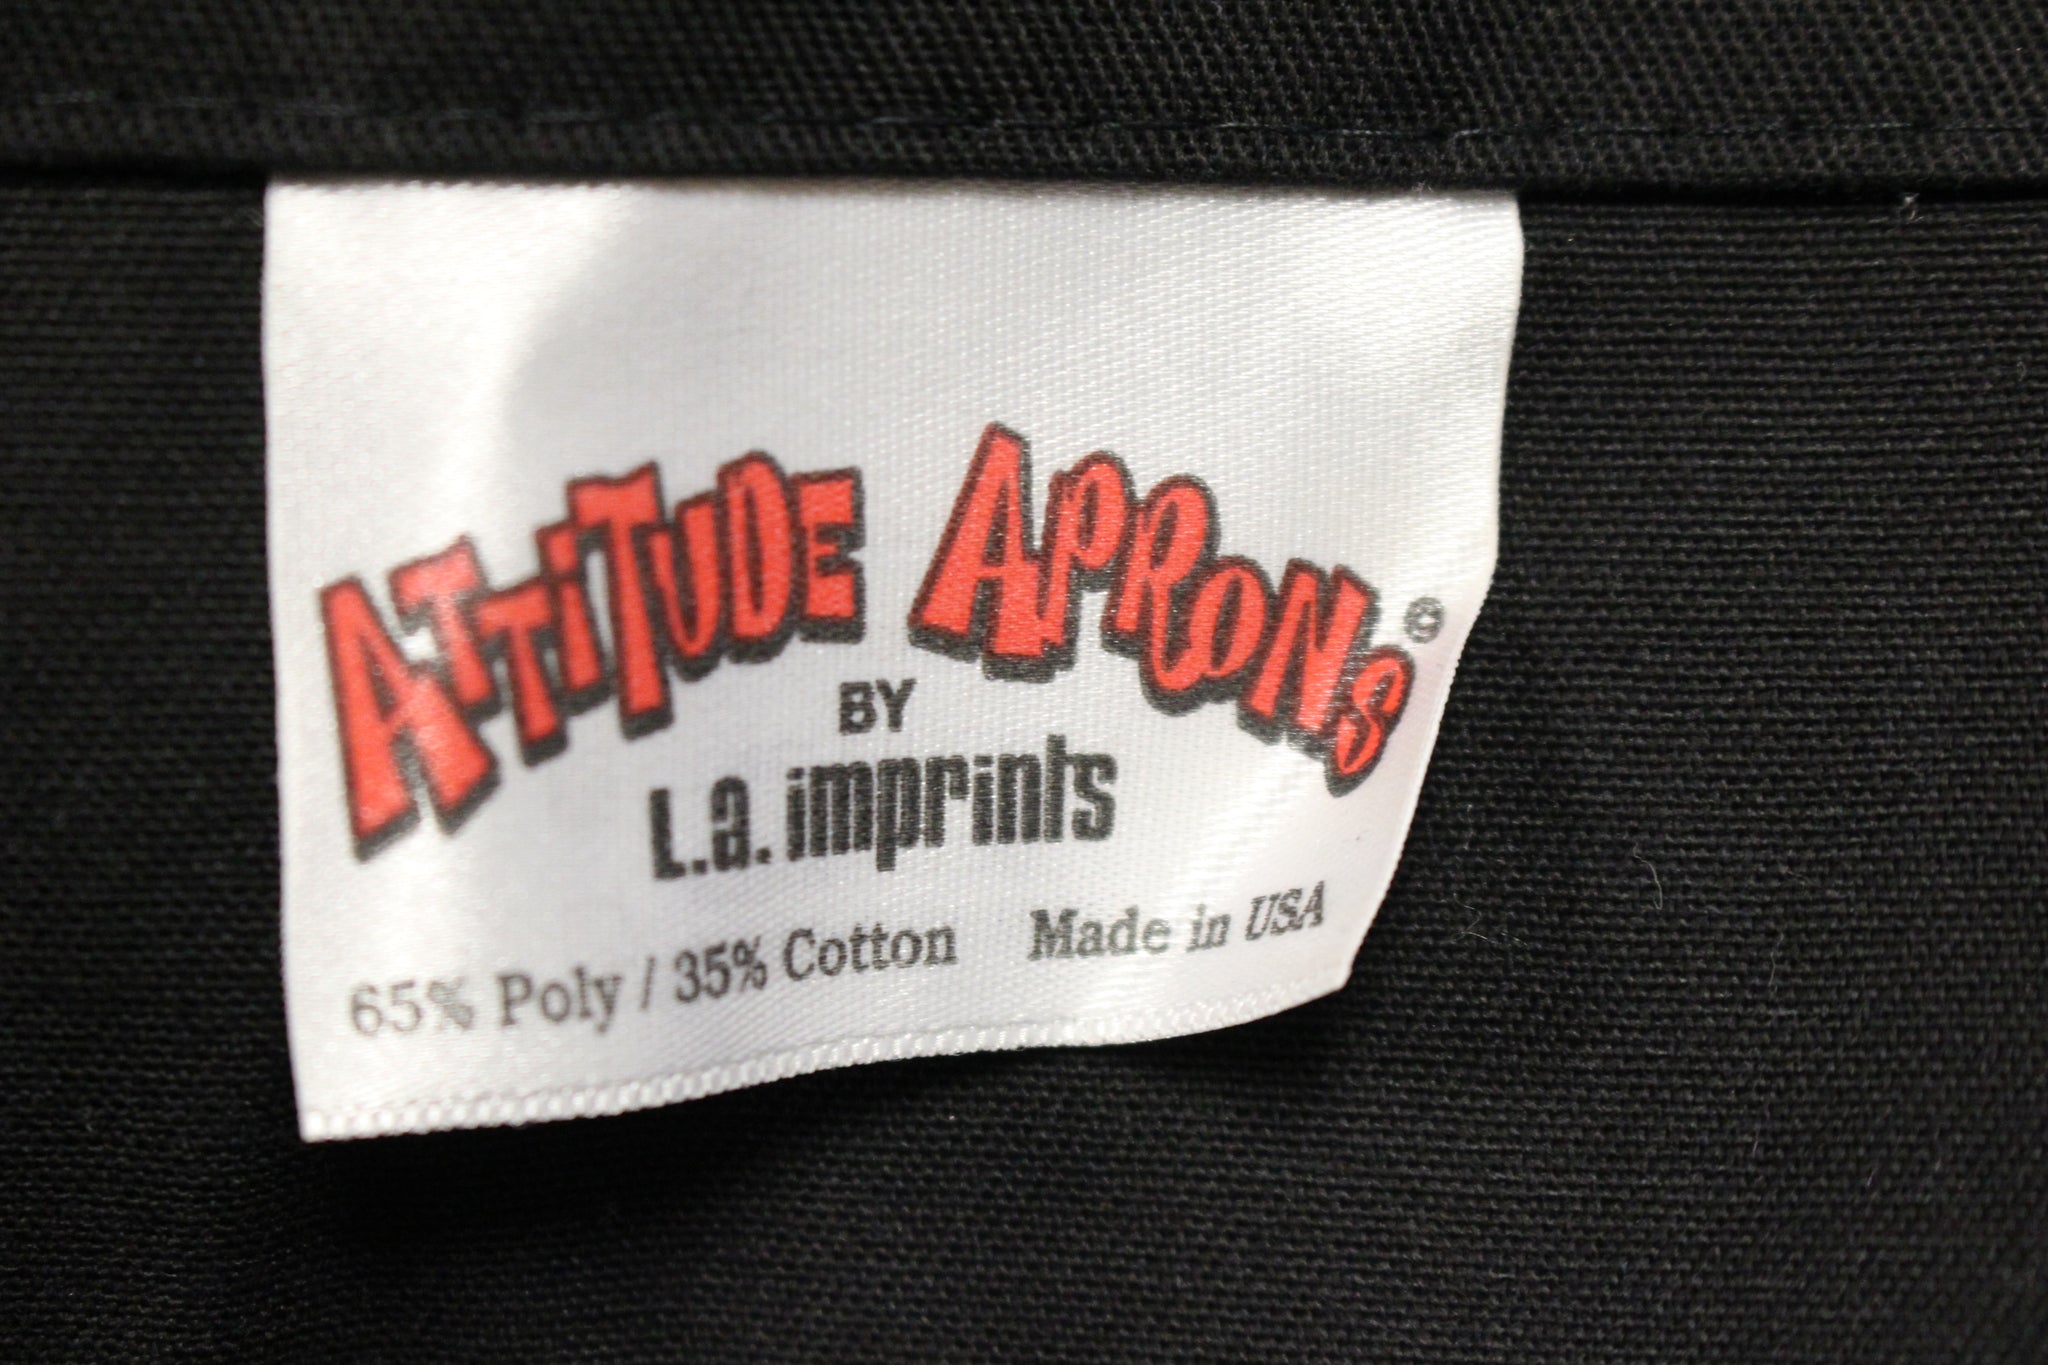 ATTITUDE APRONS©
BY
L.a. imprints
65% Poly / 35% Cotton Made in USA